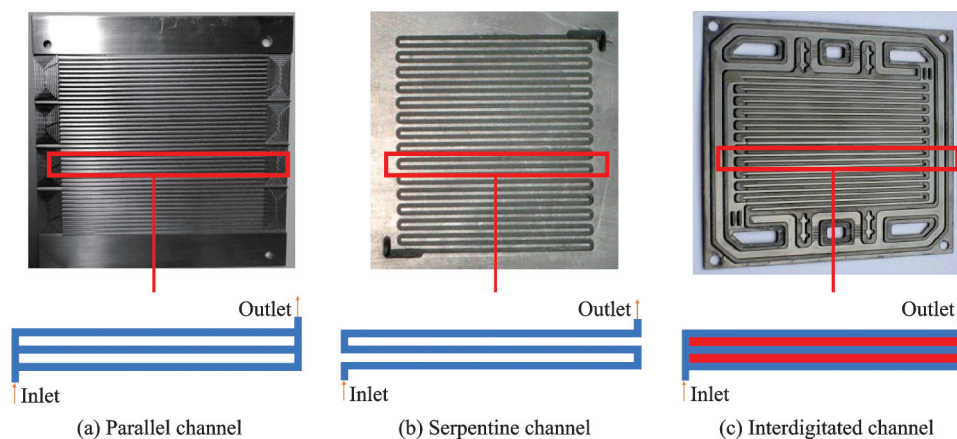 Outlet
Outlet
Outlet
Inlet
Inlet
Inlet
(a) Parallel channel
(b) Serpentine channel
(c) Interdigitated channel